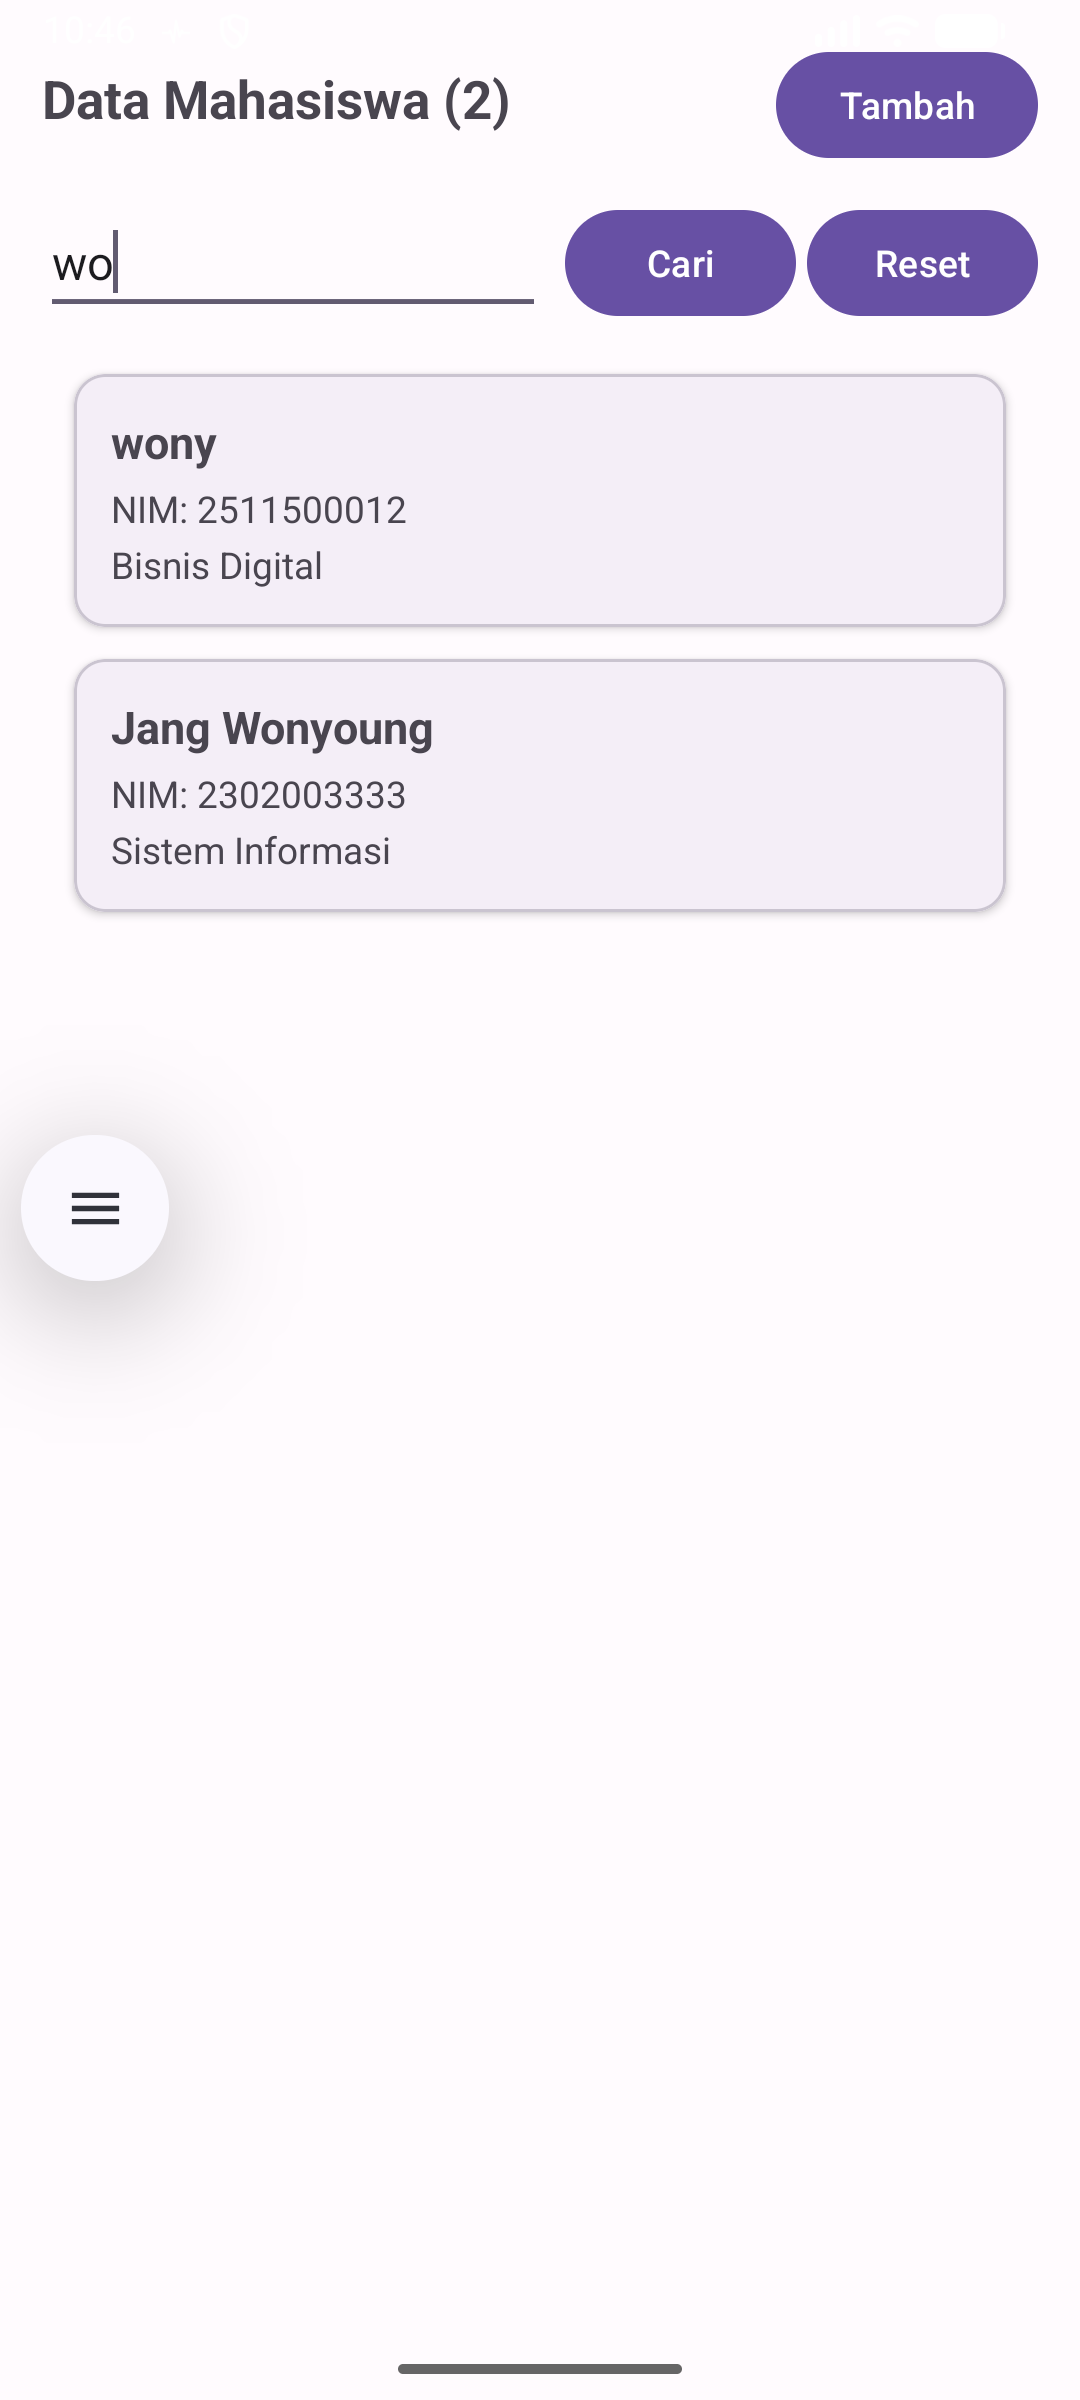 Data Mahasiswa (2)
Tambah
wo
Cari
Reset
wony
NIM: 2511500012
Bisnis Digital
Jang Wonyoung
NIM: 2302003333
Sistem Informasi